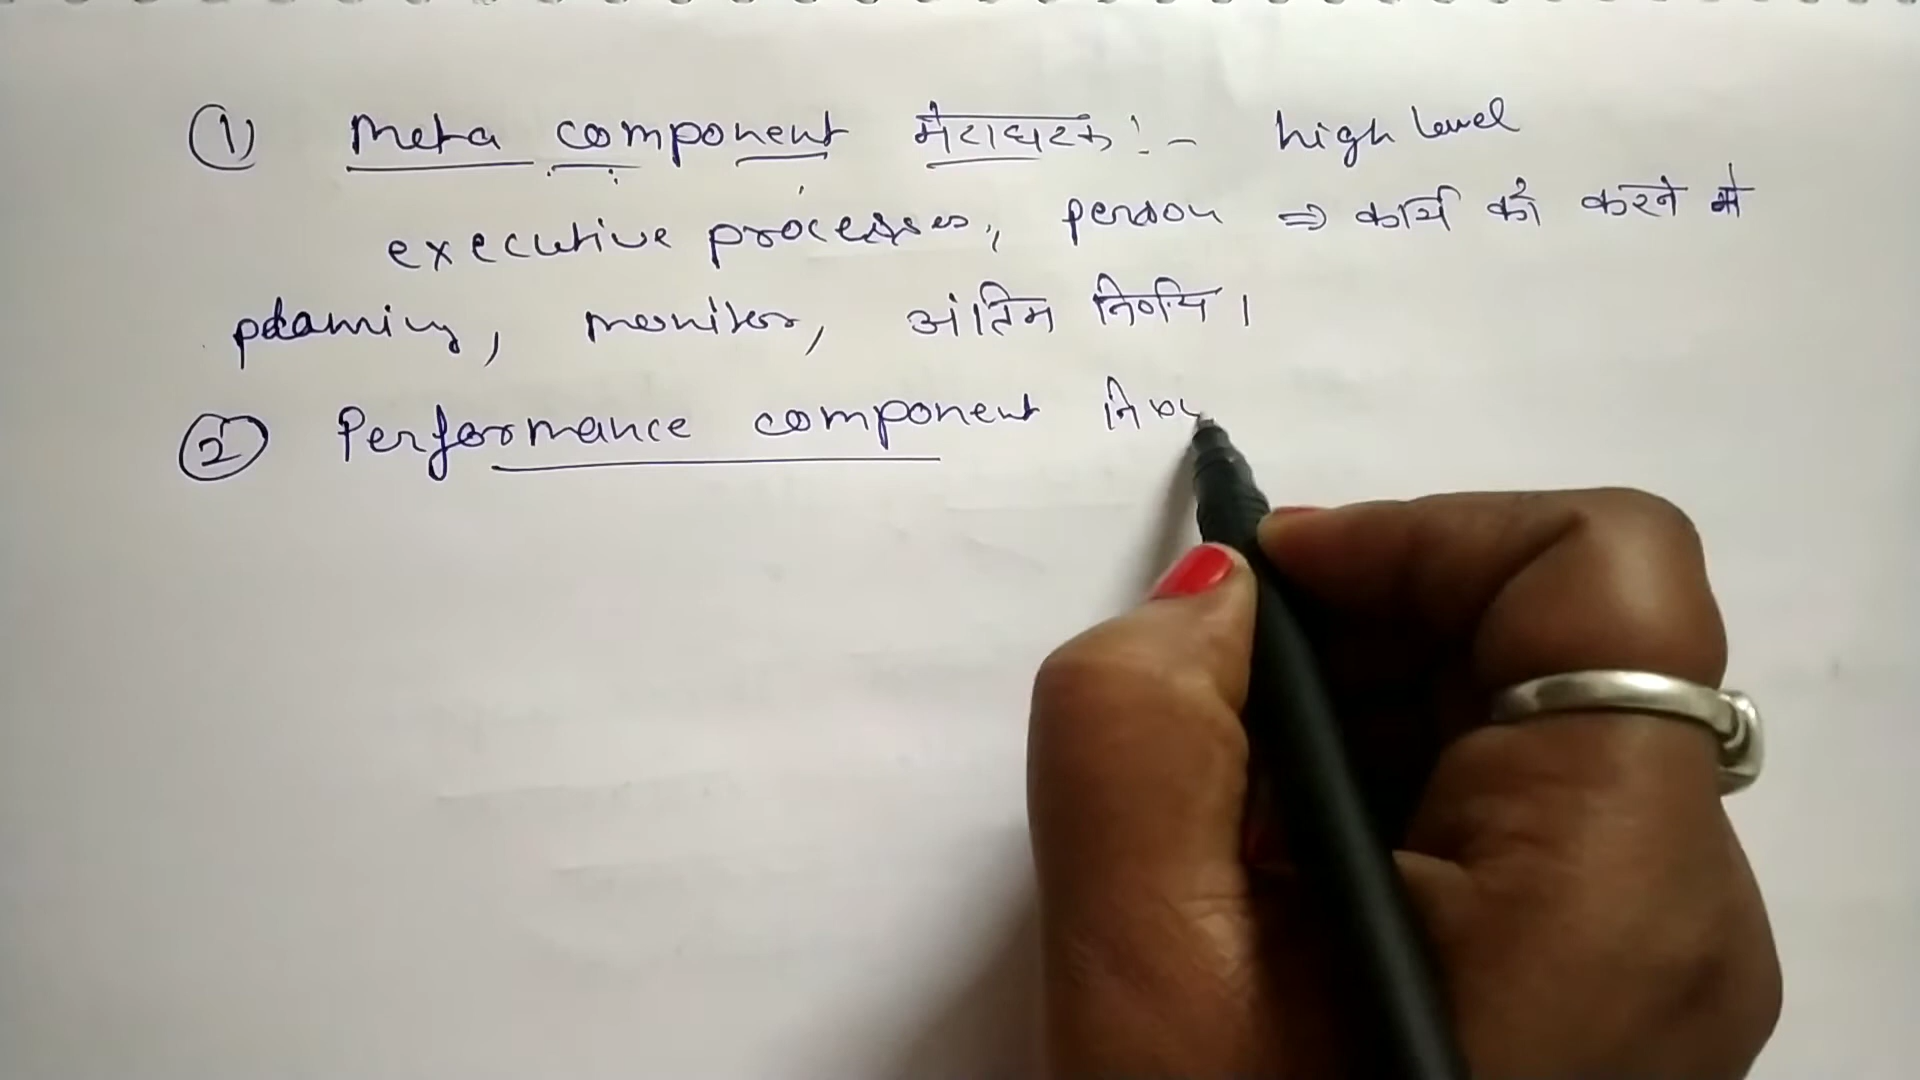 ① Meta component मेटाघटक :- high level
executive processes, person ⇒ कार्य को करने में
planning, monitor, अंतिम निर्णय ।
② Performance component